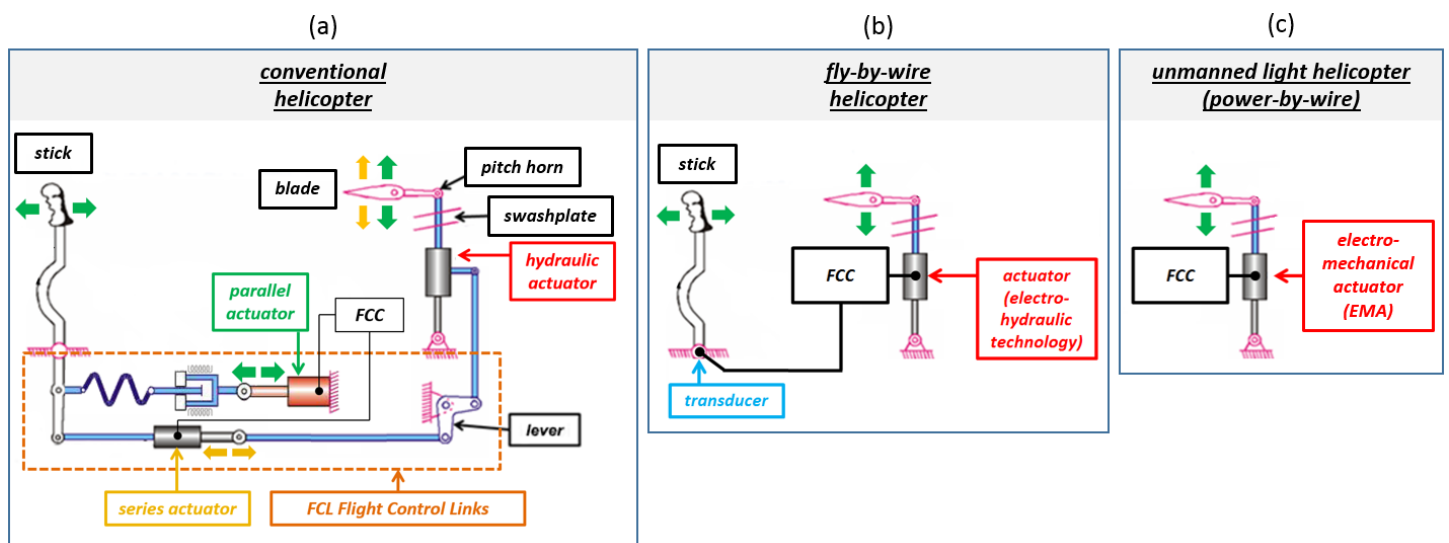 (a)
conventional
helicopter
stick
blade
pitch horn
swashplate
hydraulic
actuator
parallel
actuator
FCC
lever
series actuator
FCL Flight Control Links
(b)
fly-by-wire
helicopter
stick
FCC
actuator
(electro-
hydraulic
technology)
transducer
(c)
unmanned light helicopter
(power-by-wire)
FCC
electro-
mechanical
actuator
(EMA)